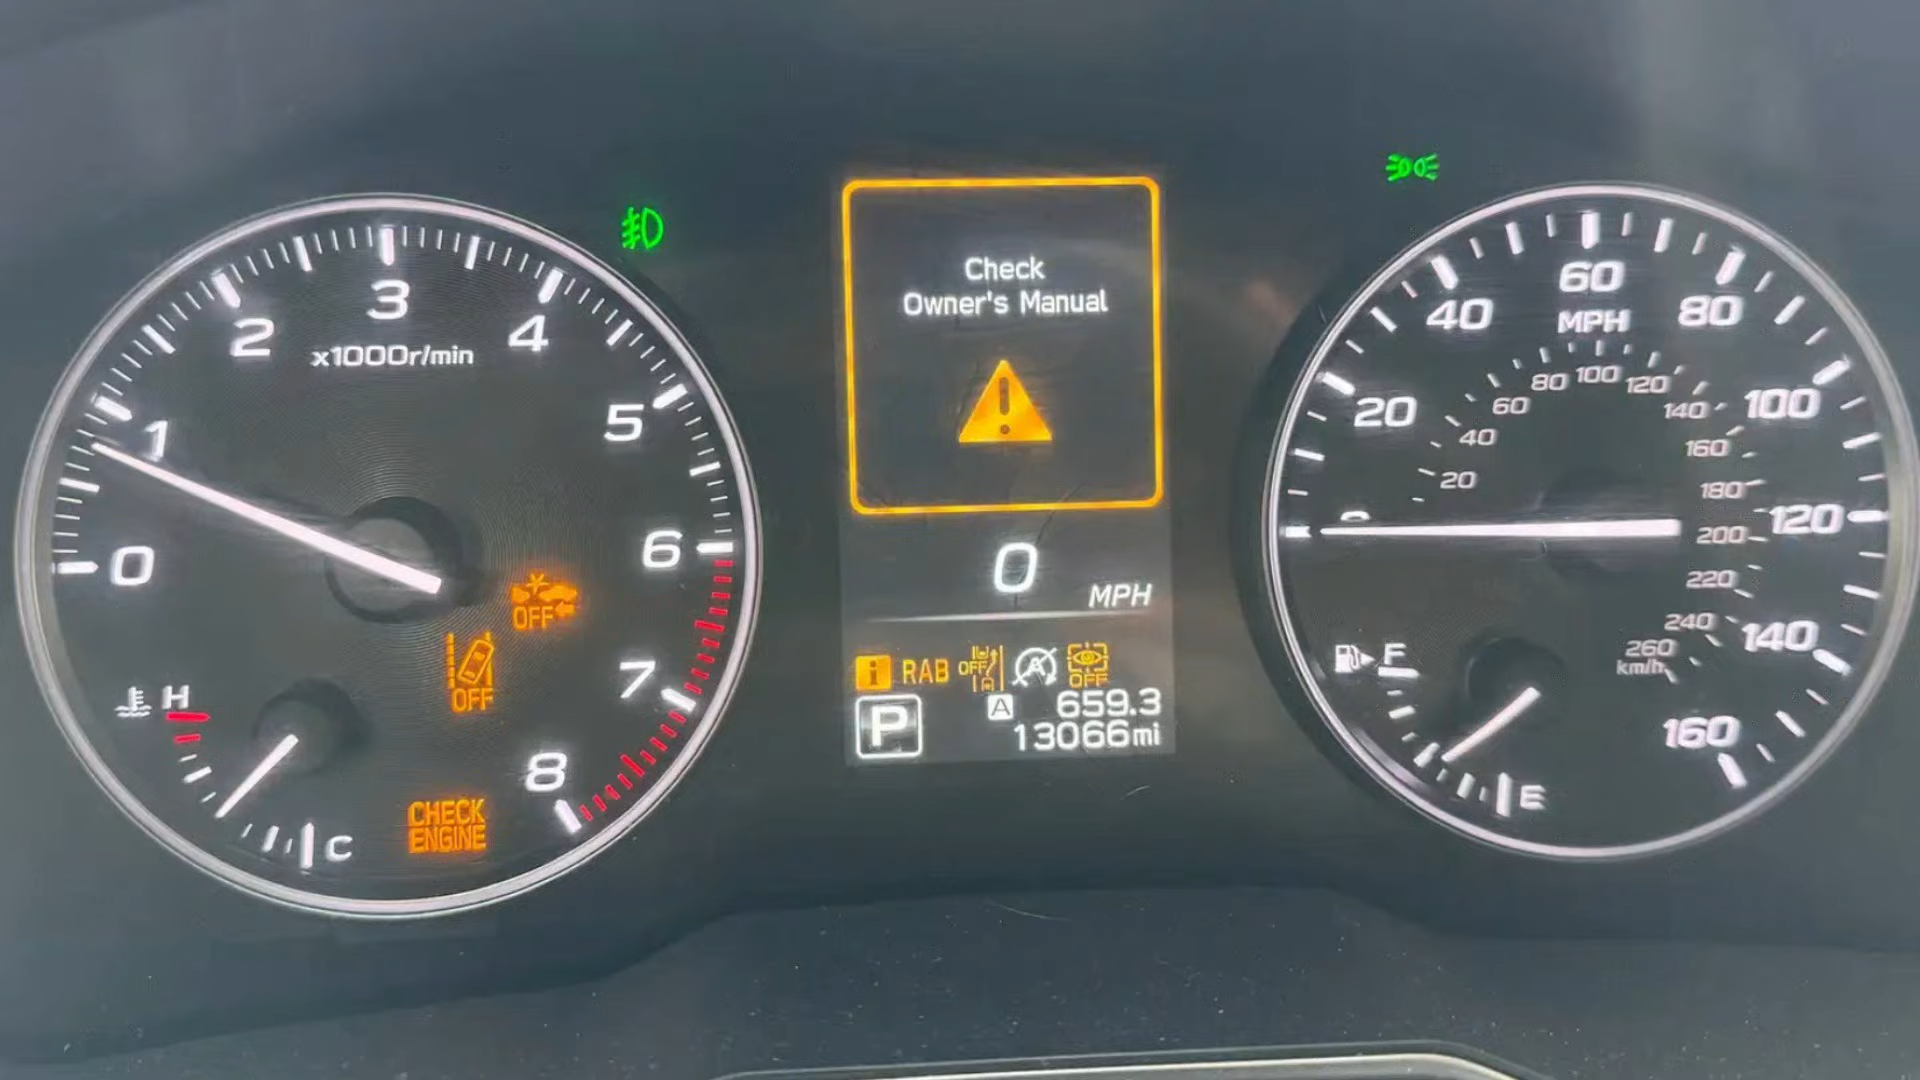 0
1
2
3
4
5
6
7
8
x1000r/min
OFF
OFF
H
C
CHECK
ENGINE
Check
Owner's Manual
0
MPH
i RAB OFF A OFF
P
A 659.3
13066mi
0
20
40
60
80
100
120
140
160
MPH
20
40
60
80
100
120
140
160
180
200
220
240
260
km/h
F
E